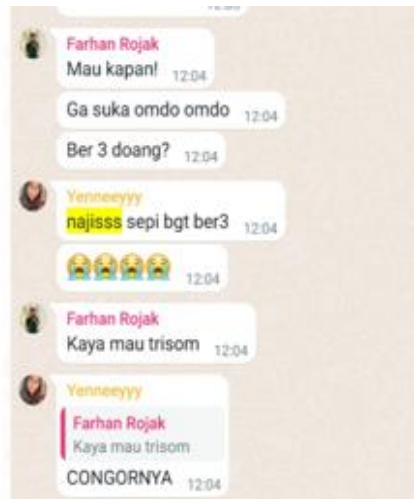 Farhan Rojak
Mau kapan! 12:04
Ga suka omdo omdo 12:04
Ber 3 doang? 12:04
Yenneeyyy
najisss sepi bgt ber3 12:04
😭😭😭😭 12:04
Farhan Rojak
Kaya mau trisom 12:04
Yenneeyyy
Farhan Rojak
Kaya mau trisom
CONGORNYA 12:04